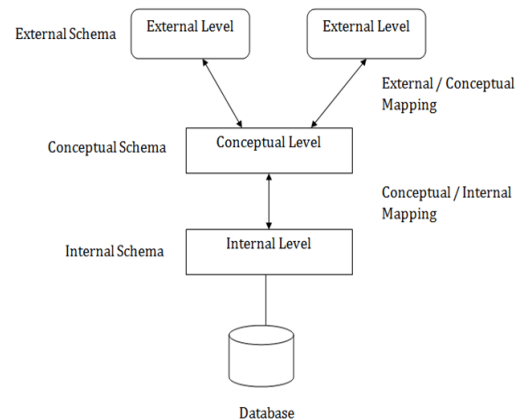 External Schema
External Level
External Level
External / Conceptual
Mapping
Conceptual Schema
Conceptual Level
Conceptual / Internal
Mapping
Internal Schema
Internal Level
Database